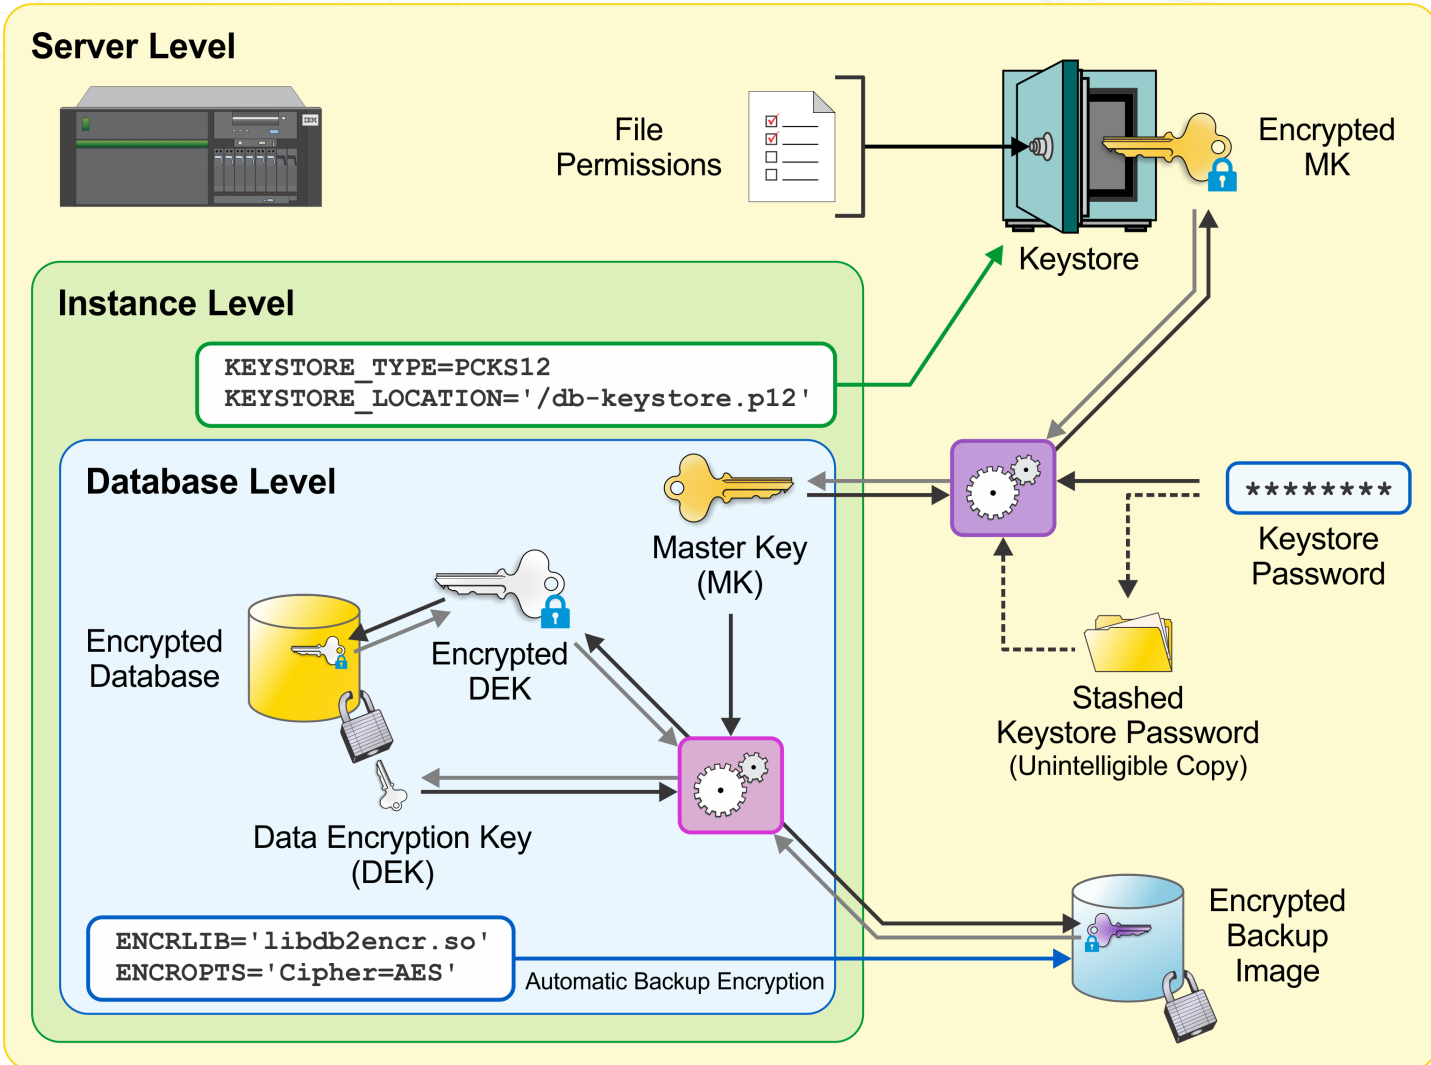 Server Level
IBM
File
Permissions
Encrypted
MK
Keystore
Instance Level
KEYSTORE_TYPE=PCKS12
KEYSTORE_LOCATION='/db-keystore.p12'
Database Level
Master Key
(MK)
********
Keystore
Password
Encrypted
Database
Encrypted
DEK
Stashed
Keystore Password
(Unintelligible Copy)
Data Encryption Key
(DEK)
ENCRLIB='libdb2encr.so'
ENCROPTS='Cipher=AES'
Automatic Backup Encryption
Encrypted
Backup
Image